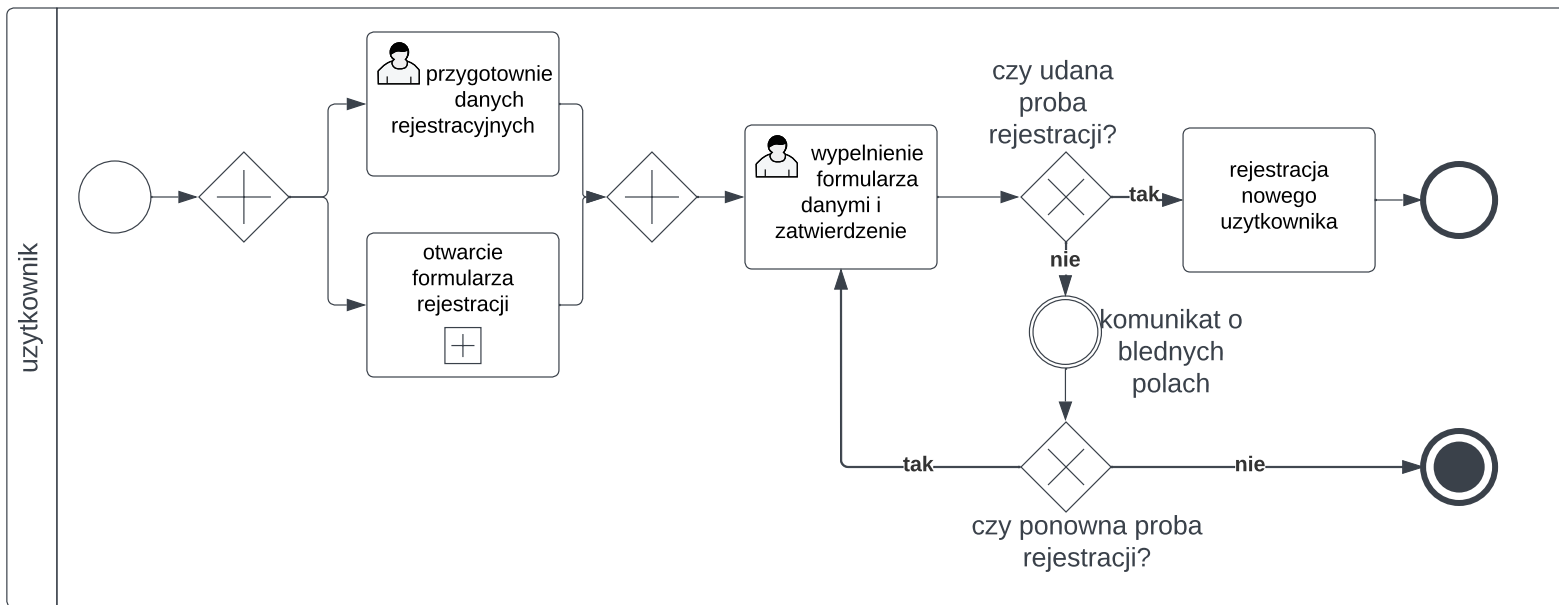 uzytkownik
przygotownie
danych
rejestracyjnych
otwarcie
formularza
rejestracji
wypelnienie
formularza
danymi i
zatwierdzenie
czy udana
proba
rejestracji?
tak
rejestracja
nowego
uzytkownika
nie
komunikat o
blednych
polach
tak
nie
czy ponowna proba
rejestracji?